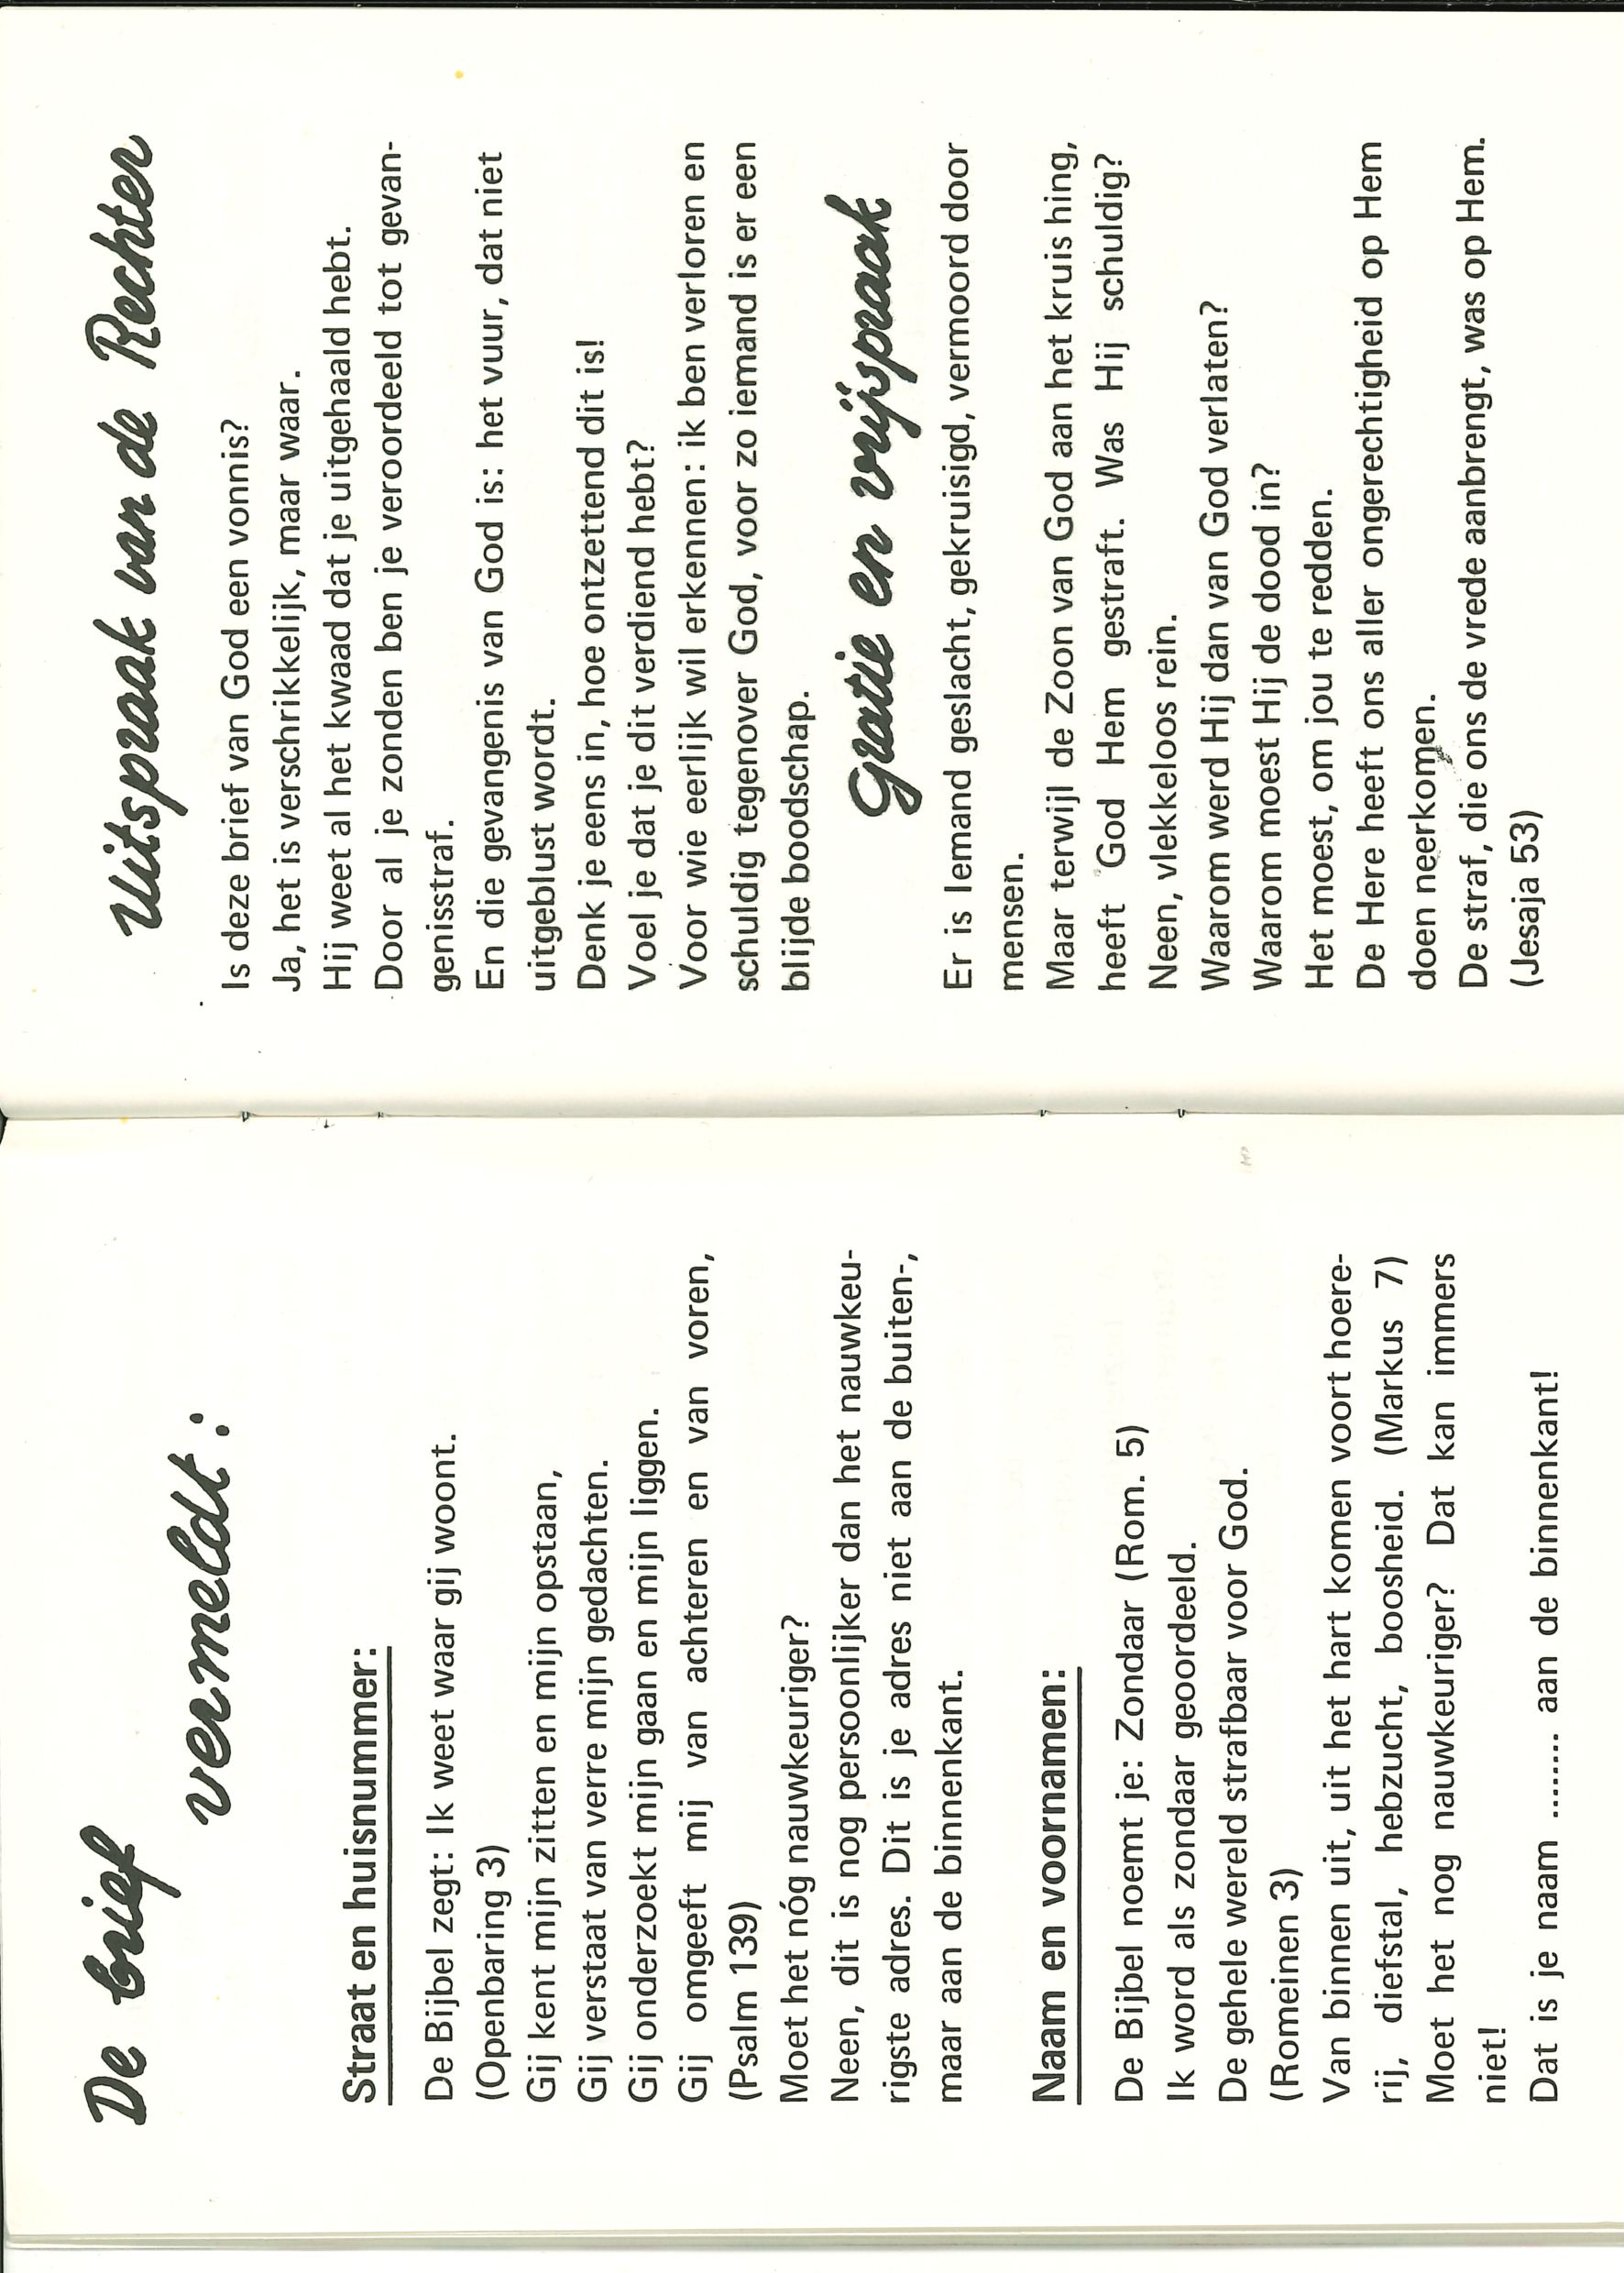 De brief
vermeldt:
Straat en huisnummer:
De Bijbel zegt: Ik weet waar gij woont.
(Openbaring 3)
Gij kent mijn zitten en mijn opstaan,
Gij verstaat van verre mijn gedachten.
Gij onderzoekt mijn gaan en mijn liggen.
Gij omgeeft mij van achteren en van voren,
(Psalm 139)
Moet het nóg nauwkeuriger?
Neen, dit is nog persoonlijker dan het nauwkeu-
rigste adres. Dit is je adres niet aan de buiten-,
maar aan de binnenkant.
Naam en voornamen:
De Bijbel noemt je: Zondaar (Rom. 5)
Ik word als zondaar geoordeeld.
De gehele wereld strafbaar voor God.
(Romeinen 3)
Van binnen uit, uit het hart komen voort hoere-
rij, diefstal, hebzucht, boosheid. (Markus 7)
Moet het nog nauwkeuriger? Dat kan immers
niet!
Dat is je naam ....... aan de binnenkant!
Uitspraak van de Rechter
Is deze brief van God een vonnis?
Ja, het is verschrikkelijk, maar waar.
Hij weet al het kwaad dat je uitgehaald hebt.
Door al je zonden ben je veroordeeld tot gevan-
genisstraf.
En die gevangenis van God is: het vuur, dat niet
uitgeblust wordt.
Denk je eens in, hoe ontzettend dit is!
Voel je dat je dit verdiend hebt?
Voor wie eerlijk wil erkennen: ik ben verloren en
schuldig tegenover God, voor zo iemand is er een
blijde boodschap.
Gratie en vrijspraak
Er is Iemand geslacht, gekruisigd, vermoord door
mensen.
Maar terwijl de Zoon van God aan het kruis hing,
heeft God Hem gestraft. Was Hij schuldig?
Neen, vlekkeloos rein.
Waarom werd Hij dan van God verlaten?
Waarom moest Hij de dood in?
Het moest, om jou te redden.
De Here heeft ons aller ongerechtigheid op Hem
doen neerkomen.
De straf, die ons de vrede aanbrengt, was op Hem.
(Jesaja 53)